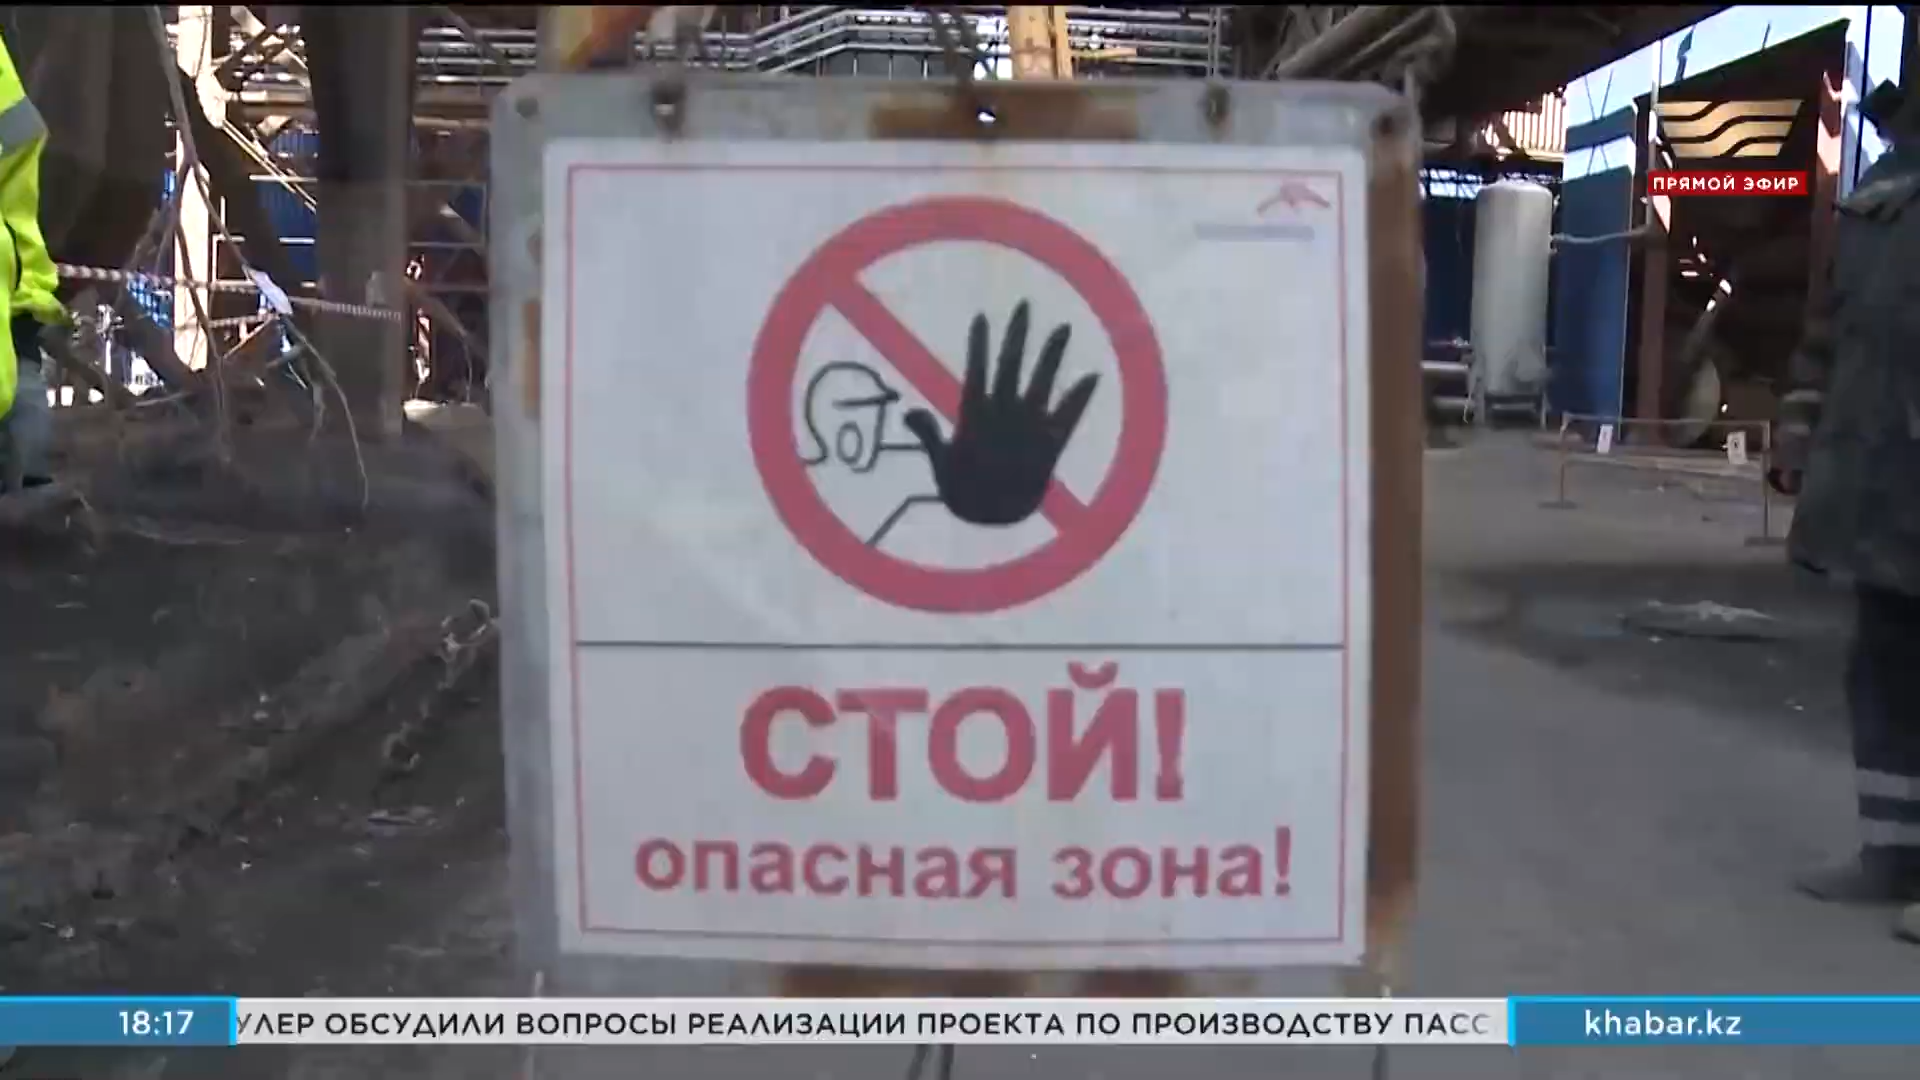 ПРЯМОЙ ЭФИР
СТОЙ!
опасная зона!
18:17
УЛЕР ОБСУДИЛИ ВОПРОСЫ РЕАЛИЗАЦИИ ПРОЕКТА ПО ПРОИЗВОДСТВУ ПАСС
khabar.kz